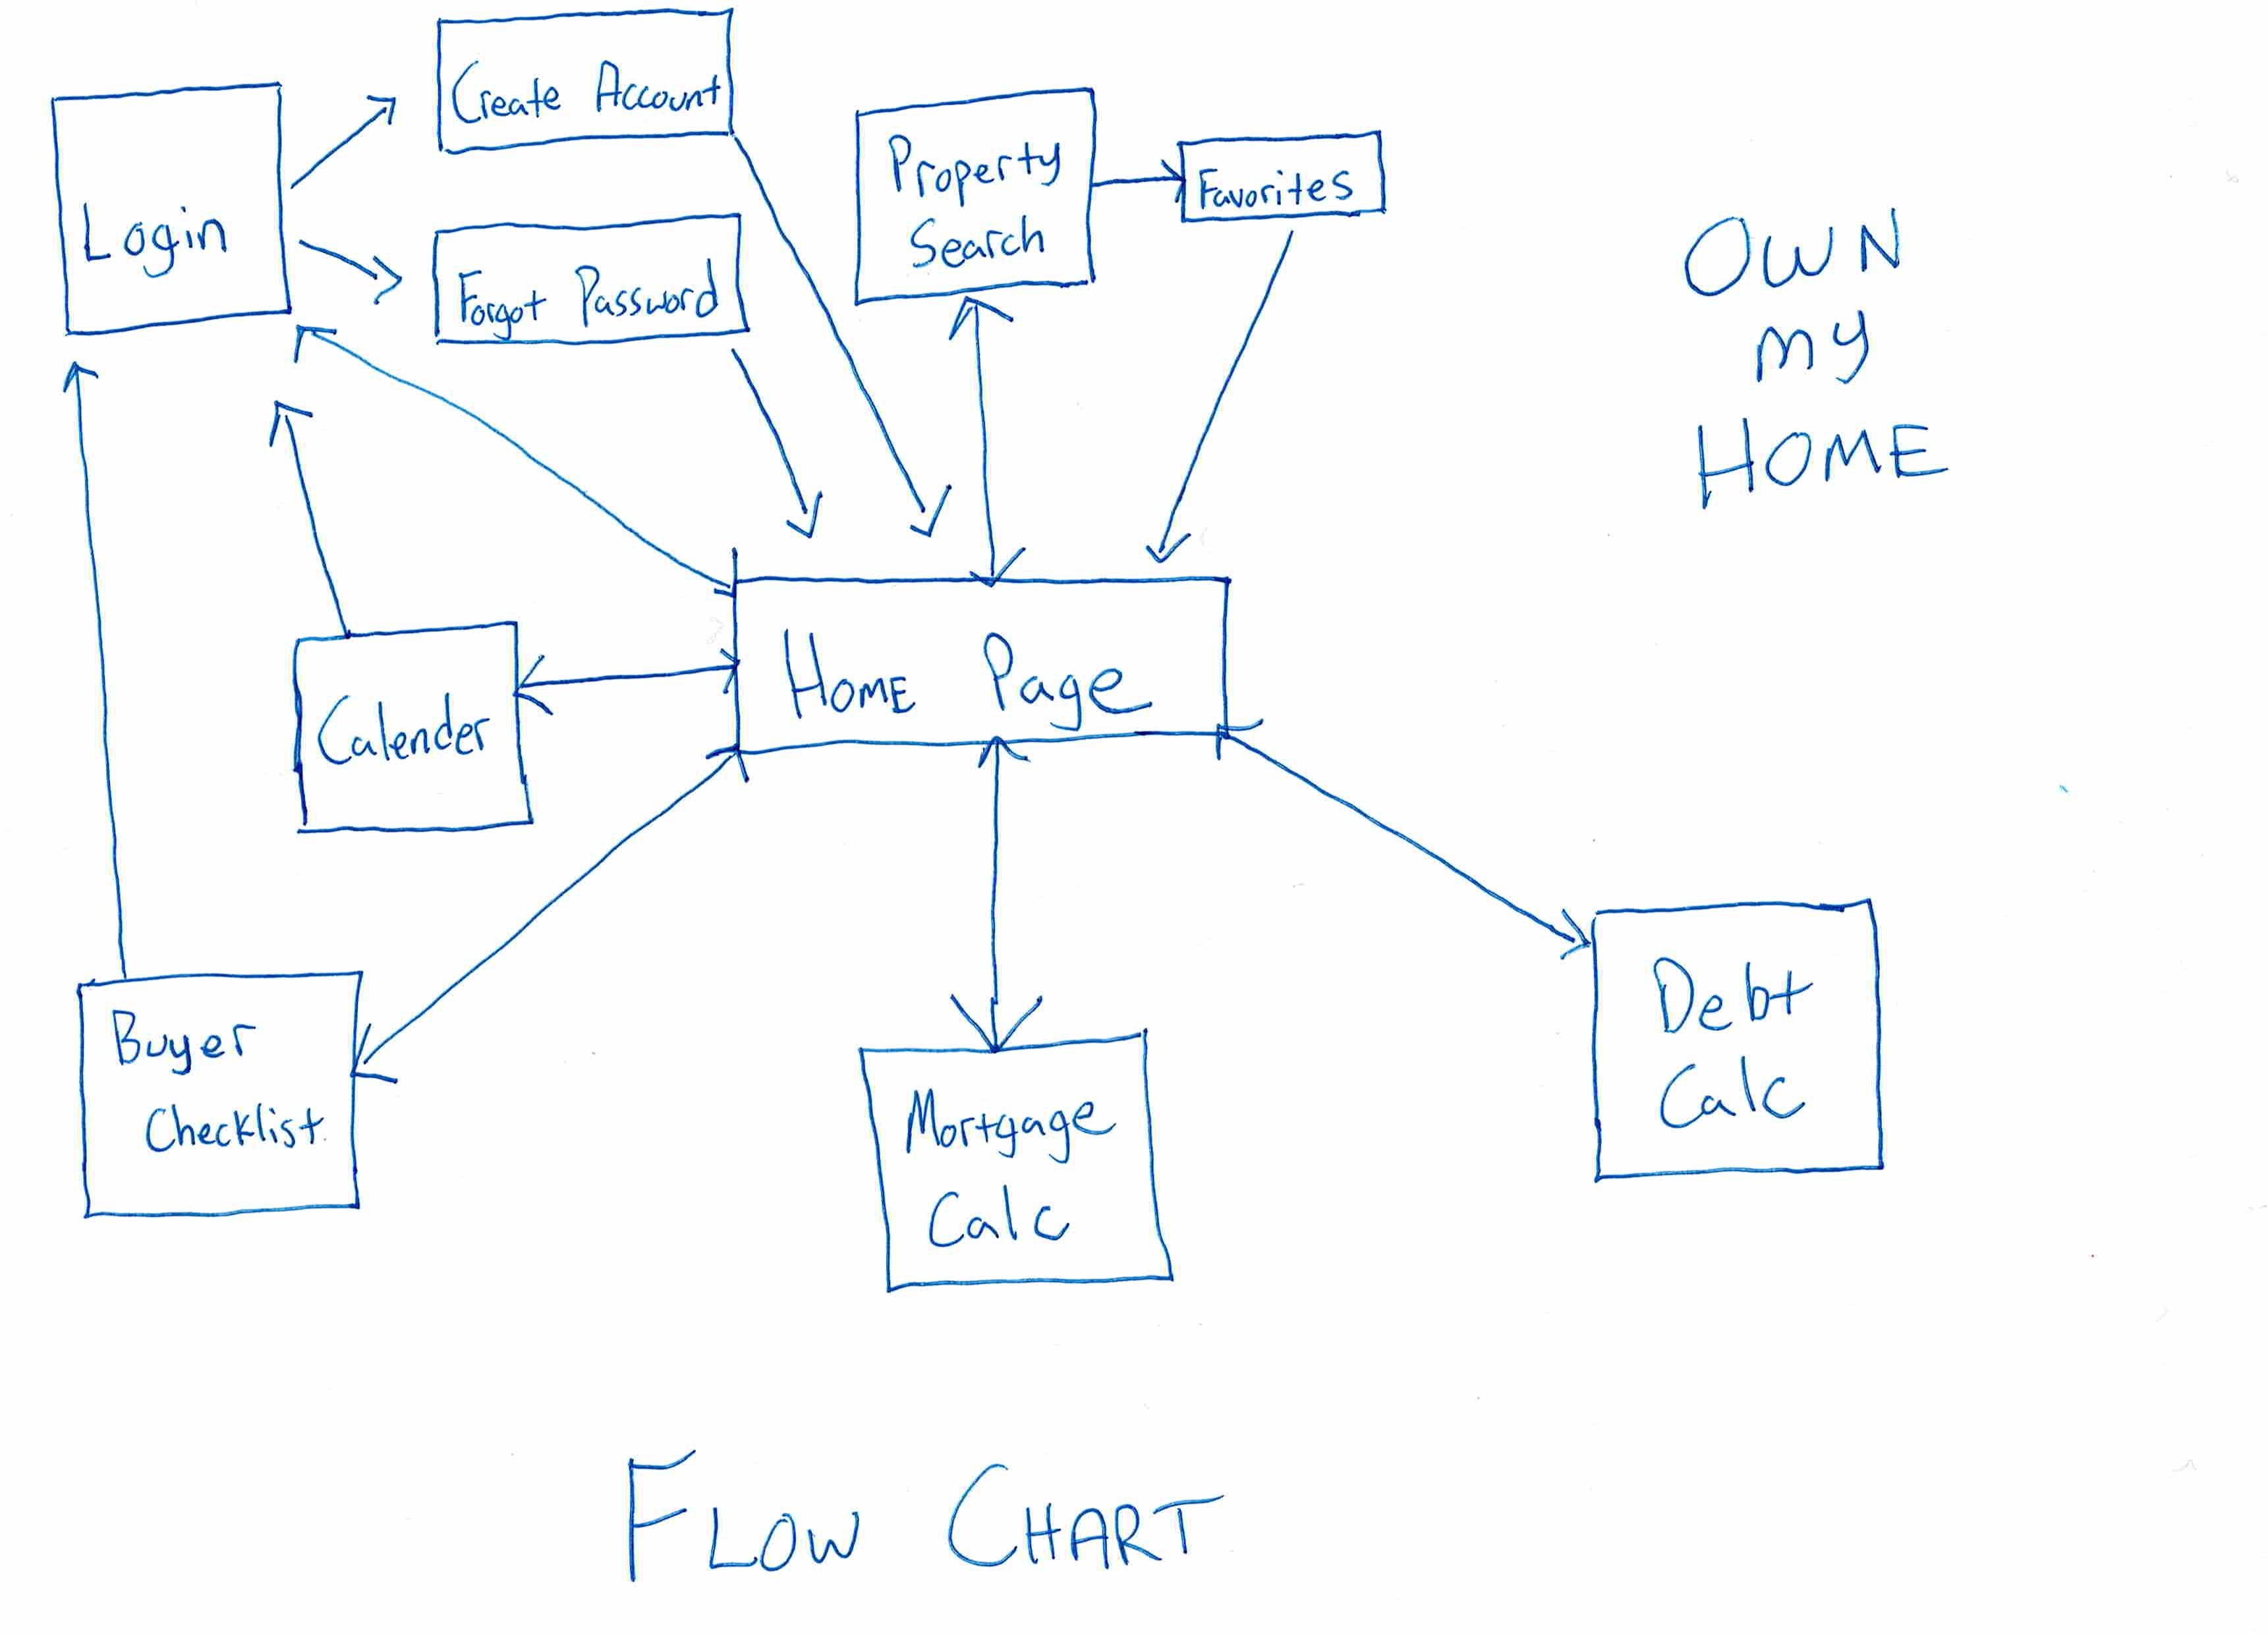 Create Account
Login
Forgot Password
Property
Search
Favorites
OWN
my
HOME
Home Page
Calender
Buyer
Checklist
Mortgage
Calc
Debt
Calc
FLOW CHART